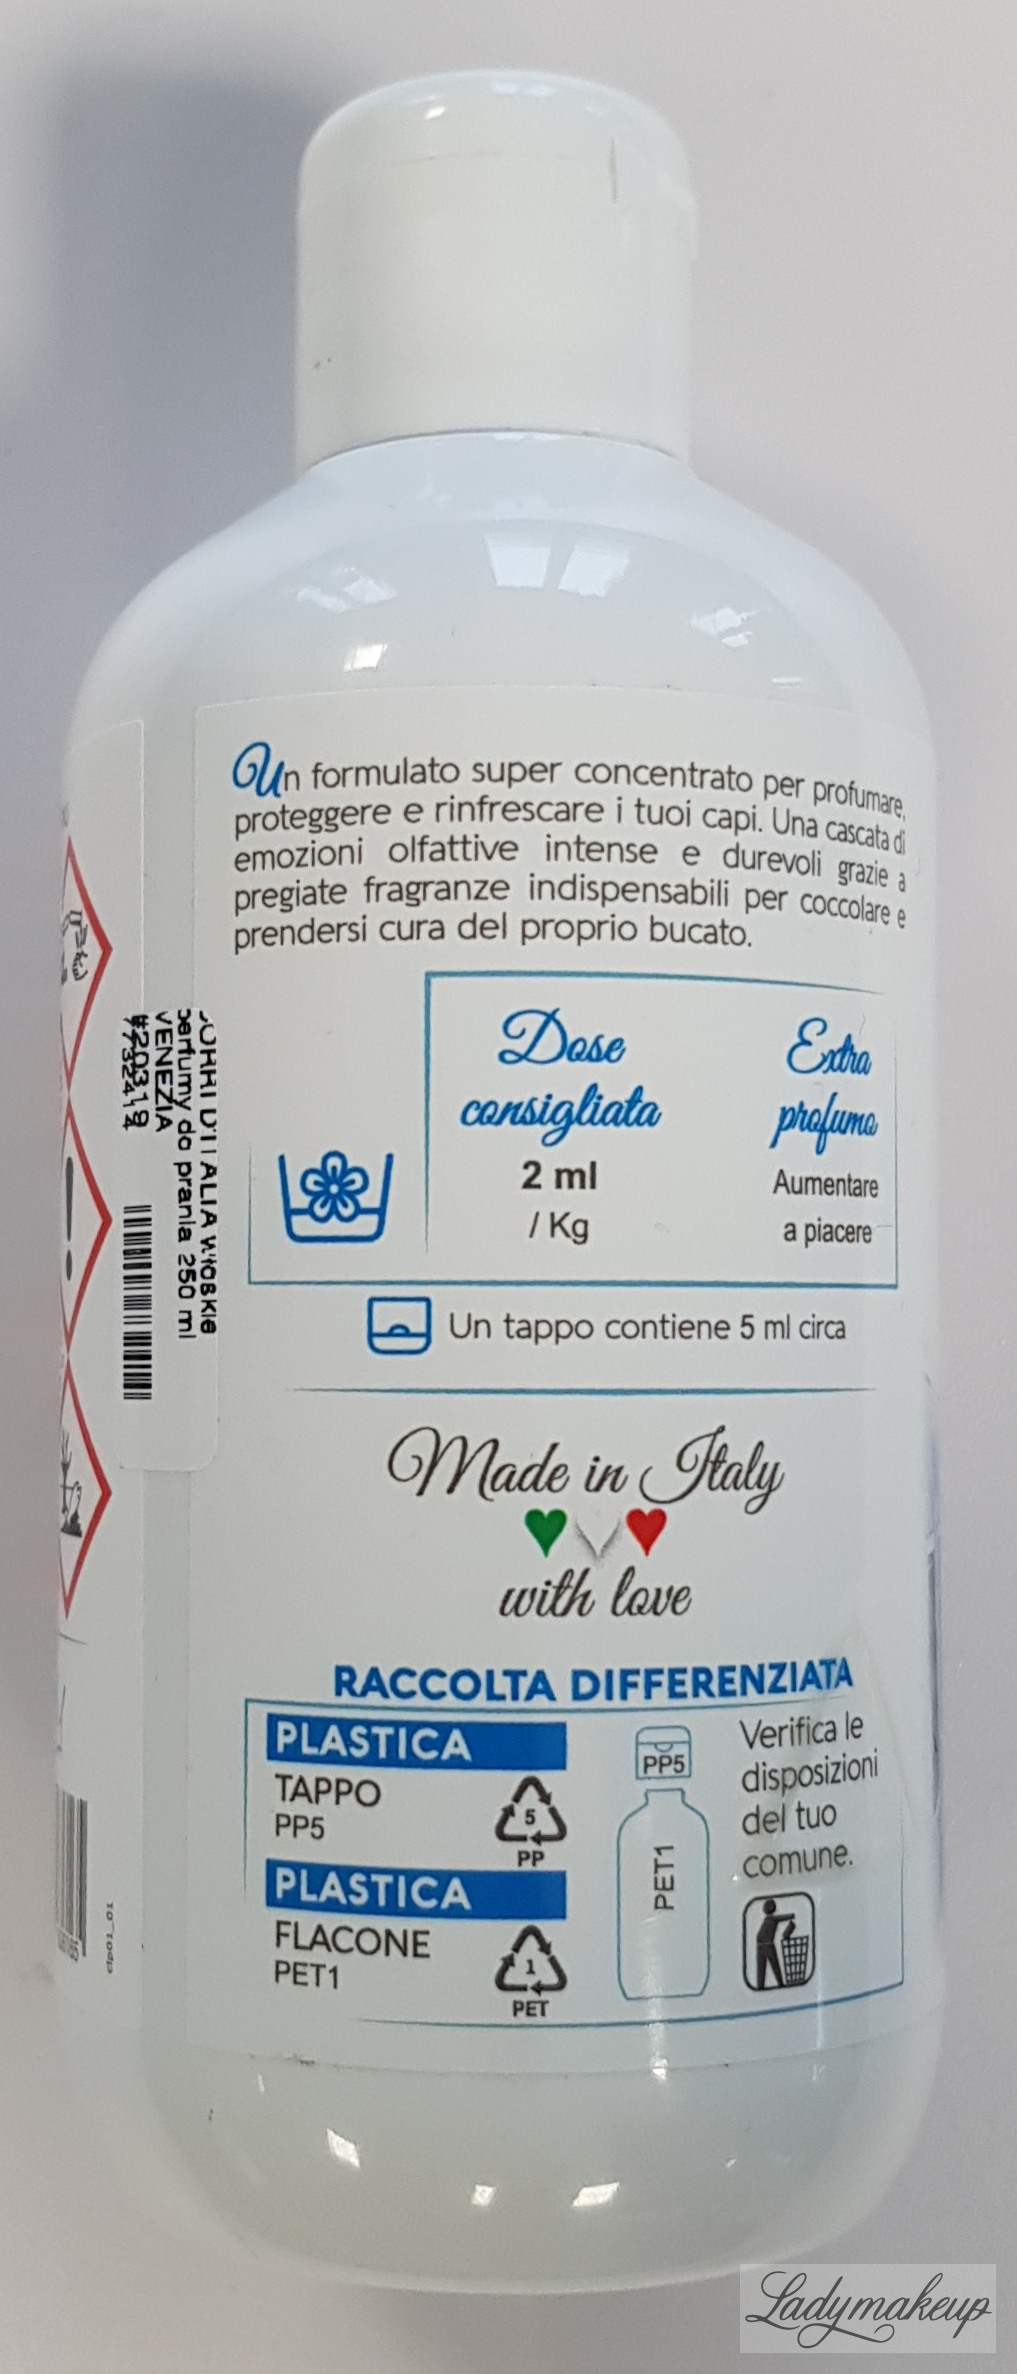 Un formulato super concentrato per profumare,
proteggere e rinfrescare i tuoi capi. Una cascata di
emozioni olfattive intense e durevoli grazie a
pregiate fragranze indispensabili per coccolare e
prendersi cura del proprio bucato.
Dose
consigliata
2 ml
/ Kg
Extra
profumo
Aumentare
a piacere
Un tappo contiene 5 ml circa
Made in Italy
with love
RACCOLTA DIFFERENZIATA
PLASTICA
TAPPO
PP5
5
PP
PLASTICA
FLACONE
PET1
1
PET
PP5
PET1
Verifica le
disposizioni
del tuo
comune.
D'ITALIA Włoskie
perfumy do prania 250 ml
VENEZIA
Ladymakeup